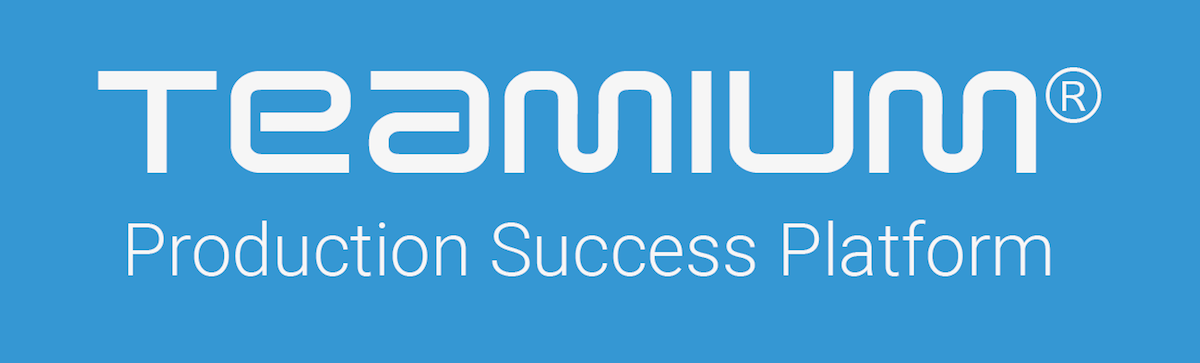 TEAMIUM®
Production Success Platform